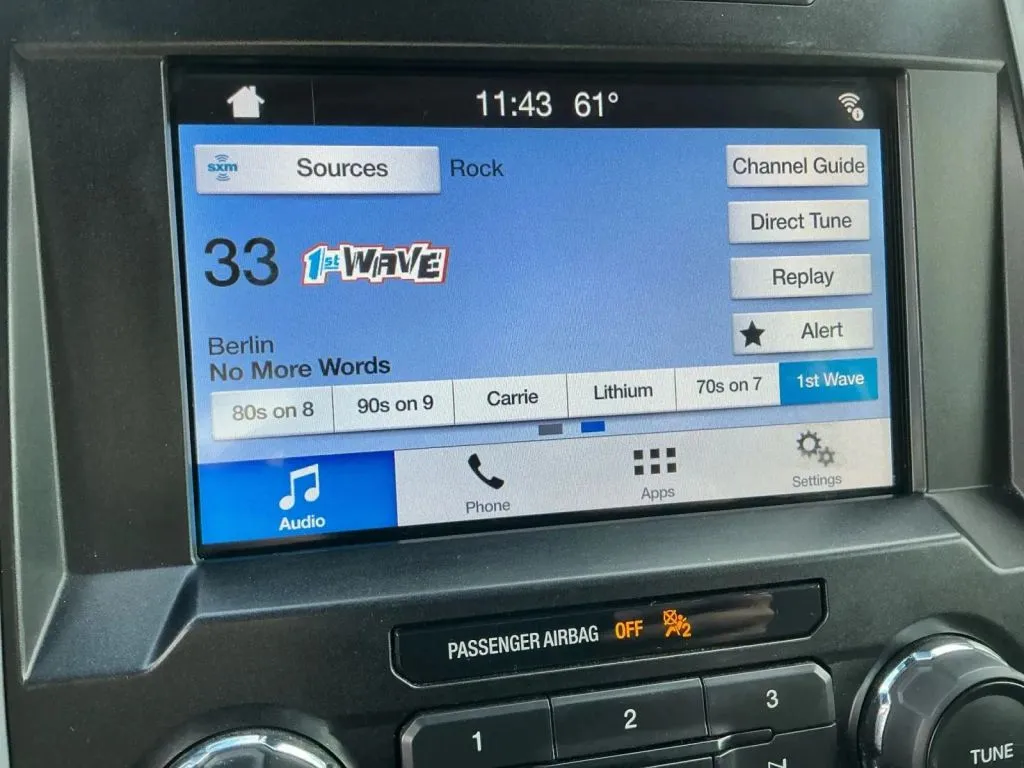 11:43 61°
sxm Sources Rock Channel Guide
Direct Tune
33 1st WAVE
Replay
Alert
Berlin
No More Words
80s on 8 90s on 9 Carrie Lithium 70s on 7 1st Wave
Audio Phone Apps Settings
PASSENGER AIRBAG OFF 2
1 2 3
TUNE